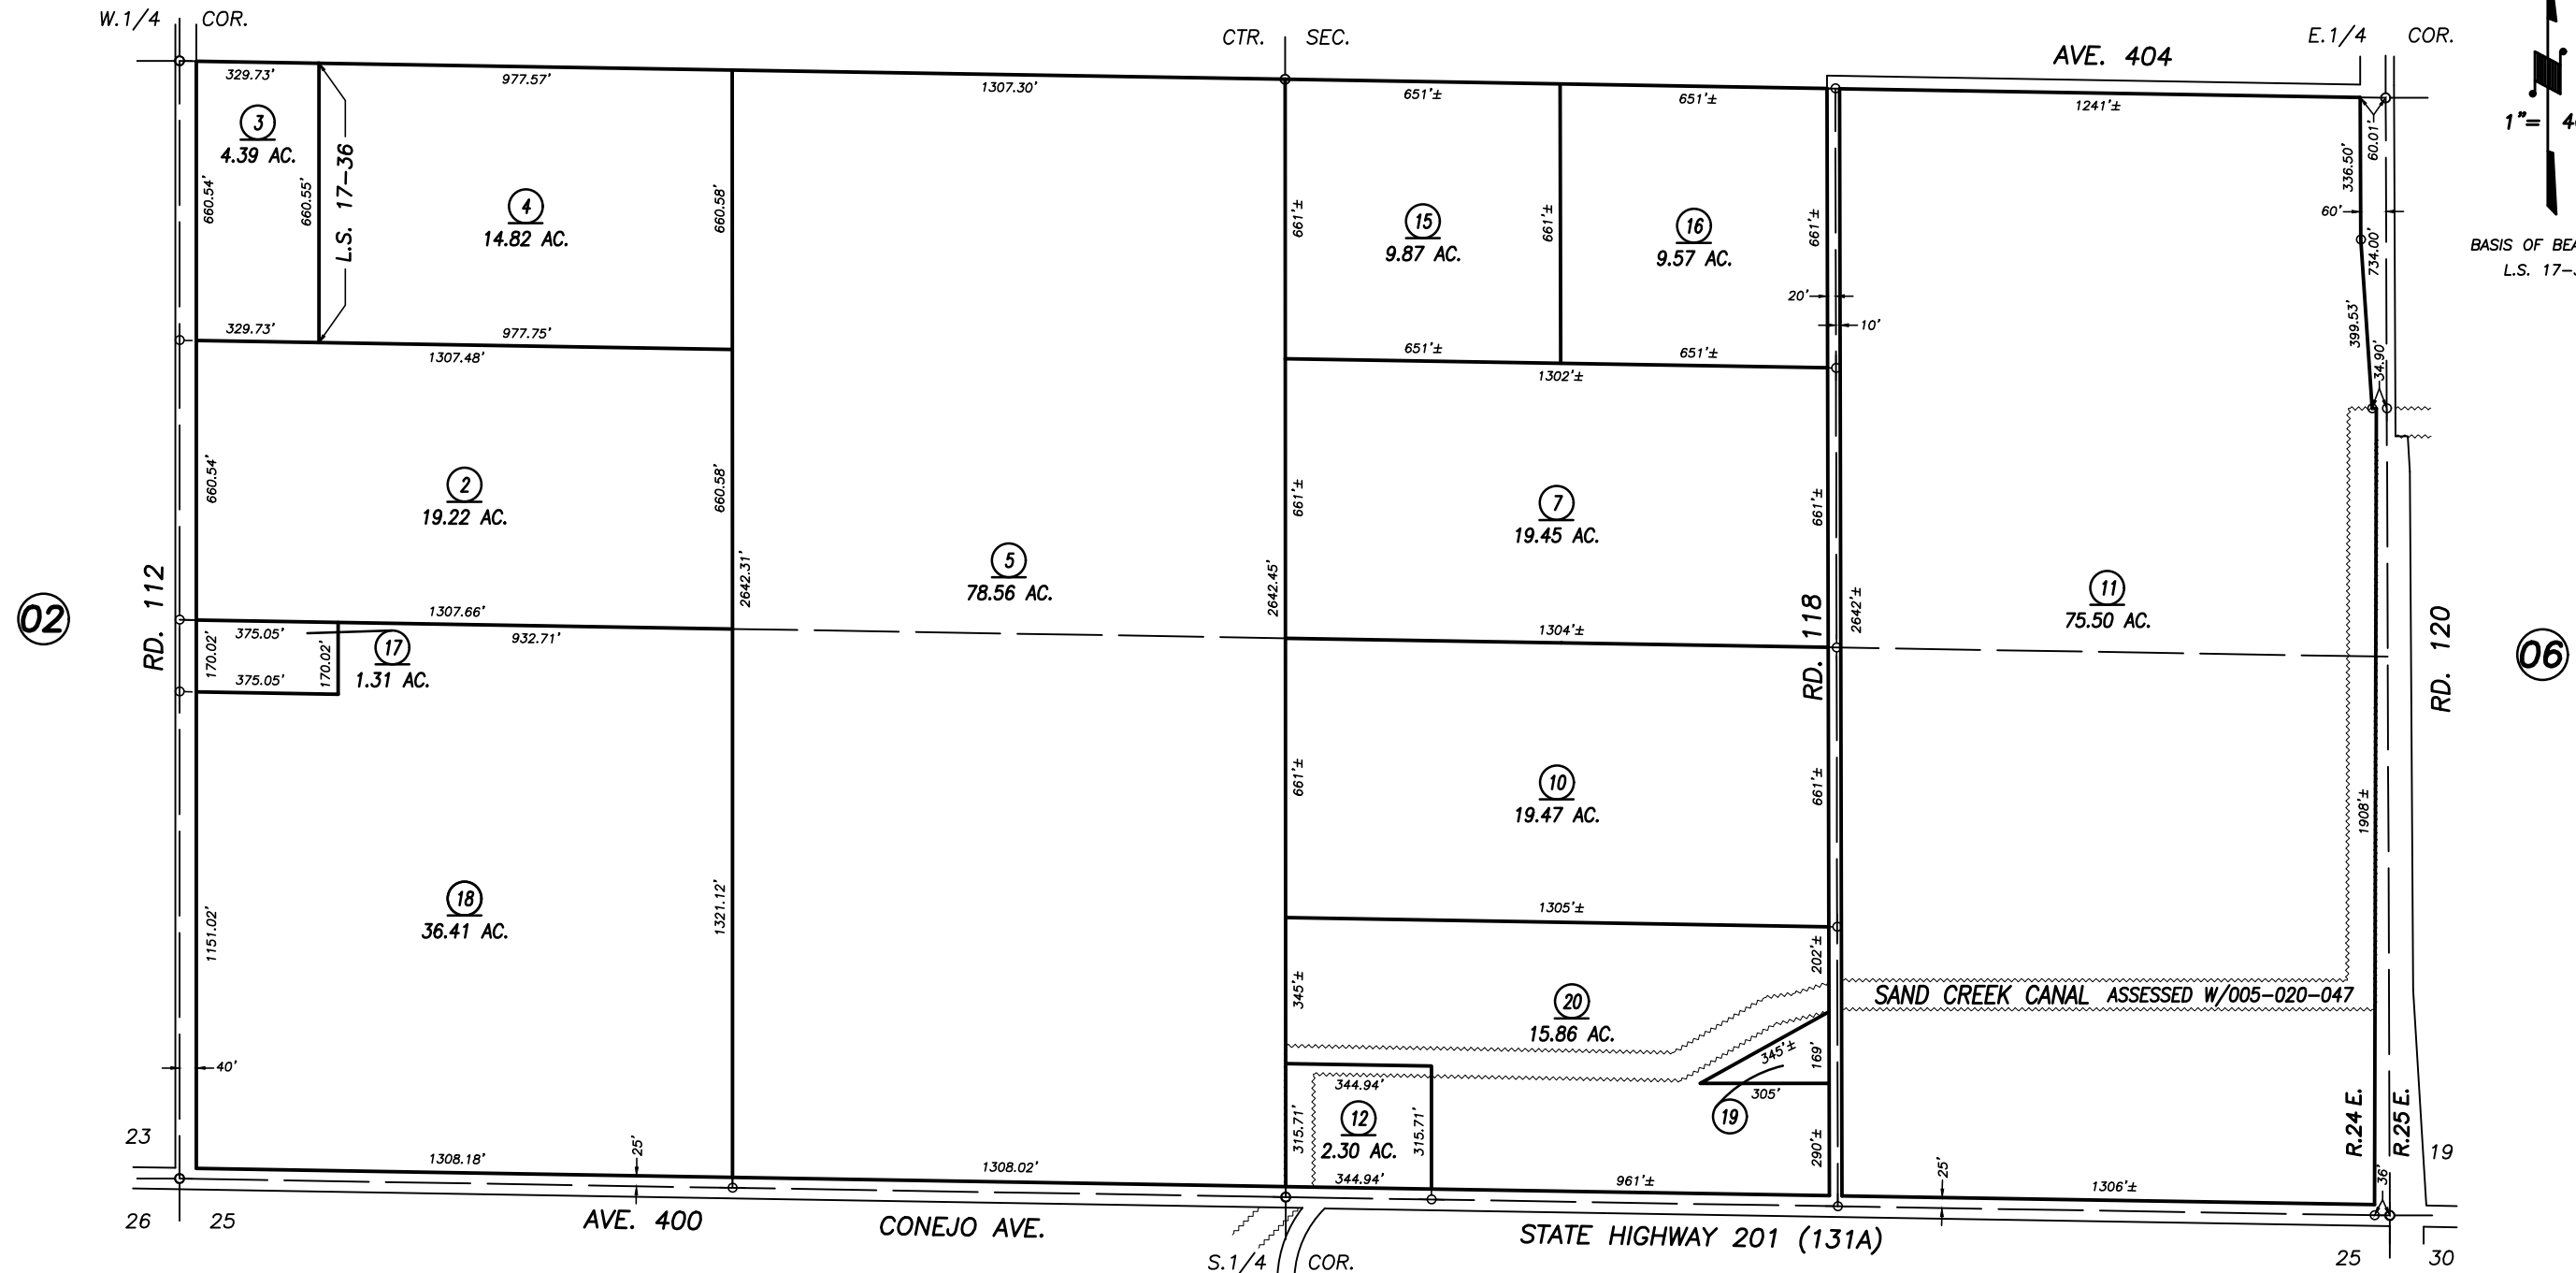 W.1/4 COR.
CTR. SEC.
AVE. 404
E.1/4 COR.
329.73'
977.57'
1307.30'
651'±
651'±
1241'±
60.01'
1"=
3
4.39 AC.
660.54'
660.55'
L.S. 17-36
4
14.82 AC.
660.58'
661'±
15
9.87 AC.
661'±
16
9.57 AC.
661'±
336.50'
60'
734.00'
BASIS OF
L.S.
20'
10'
399.53'
34.90'
329.73'
977.75'
1307.48'
651'±
651'±
1302'±
660.54'
2
19.22 AC.
660.58'
661'±
7
19.45 AC.
661'±
02
RD. 112
2642.31'
5
78.56 AC.
2642.45'
RD. 118
2642'±
11
75.50 AC.
RD. 120
06
1307.66'
375.05'
932.71'
1304'±
170.02'
170.02'
17
1.31 AC.
375.05'
661'±
10
19.47 AC.
661'±
1908'±
18
36.41 AC.
1151.02'
1321.12'
1305'±
345'±
202'±
20
15.86 AC.
SAND CREEK CANAL ASSESSED W/005-020-047
345'±
169'
305'
19
40'
344.94'
315.71'
12
2.30 AC.
315.71'
344.94'
290'±
R.24 E.
R.25 E.
23
19
1308.18'
25'
1308.02'
961'±
25'
1306'±
36'
26 25
AVE. 400
CONEJO AVE.
STATE HIGHWAY 201 (131A)
S.1/4 COR.
25 30